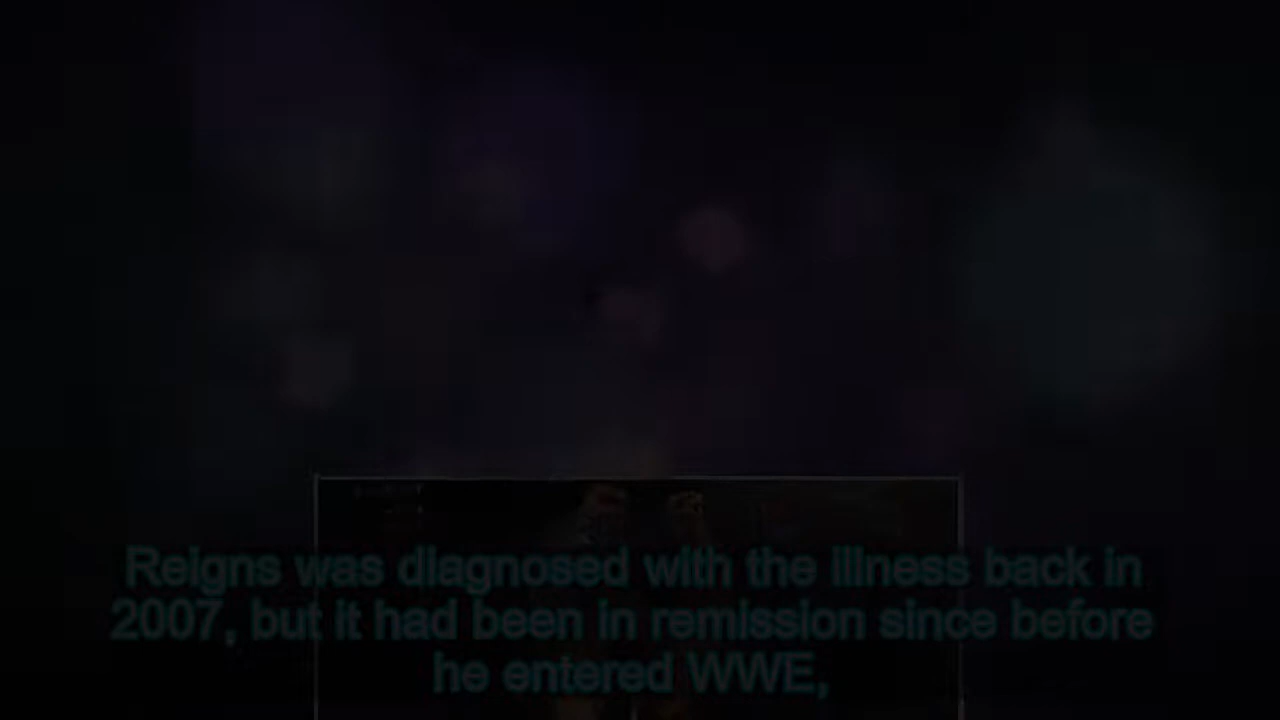 Reigns was diagnosed with the illness back in
2007, but it had been in remission since before
he entered WWE,